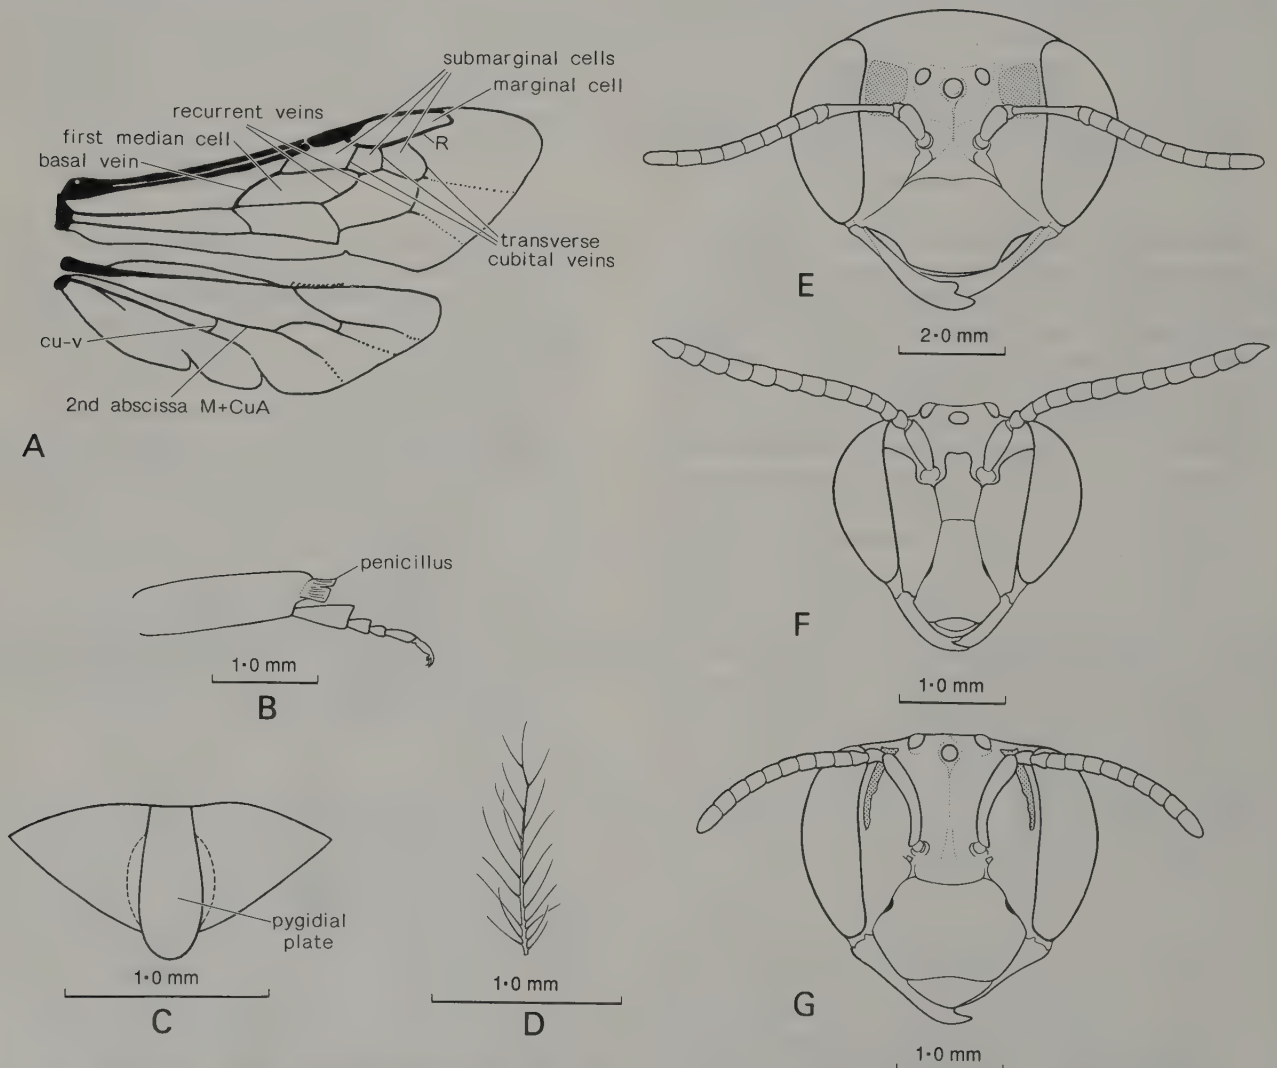 submarginal cells
marginal cell
recurrent veins
first median cell
basal vein
R
transverse
cubital veins
cu-v
2nd abscissa M+CuA
A
penicillus
1·0 mm
B
pygidial
plate
1·0 mm
C
1·0 mm
D
E
2·0 mm
F
1·0 mm
G
1·0 mm